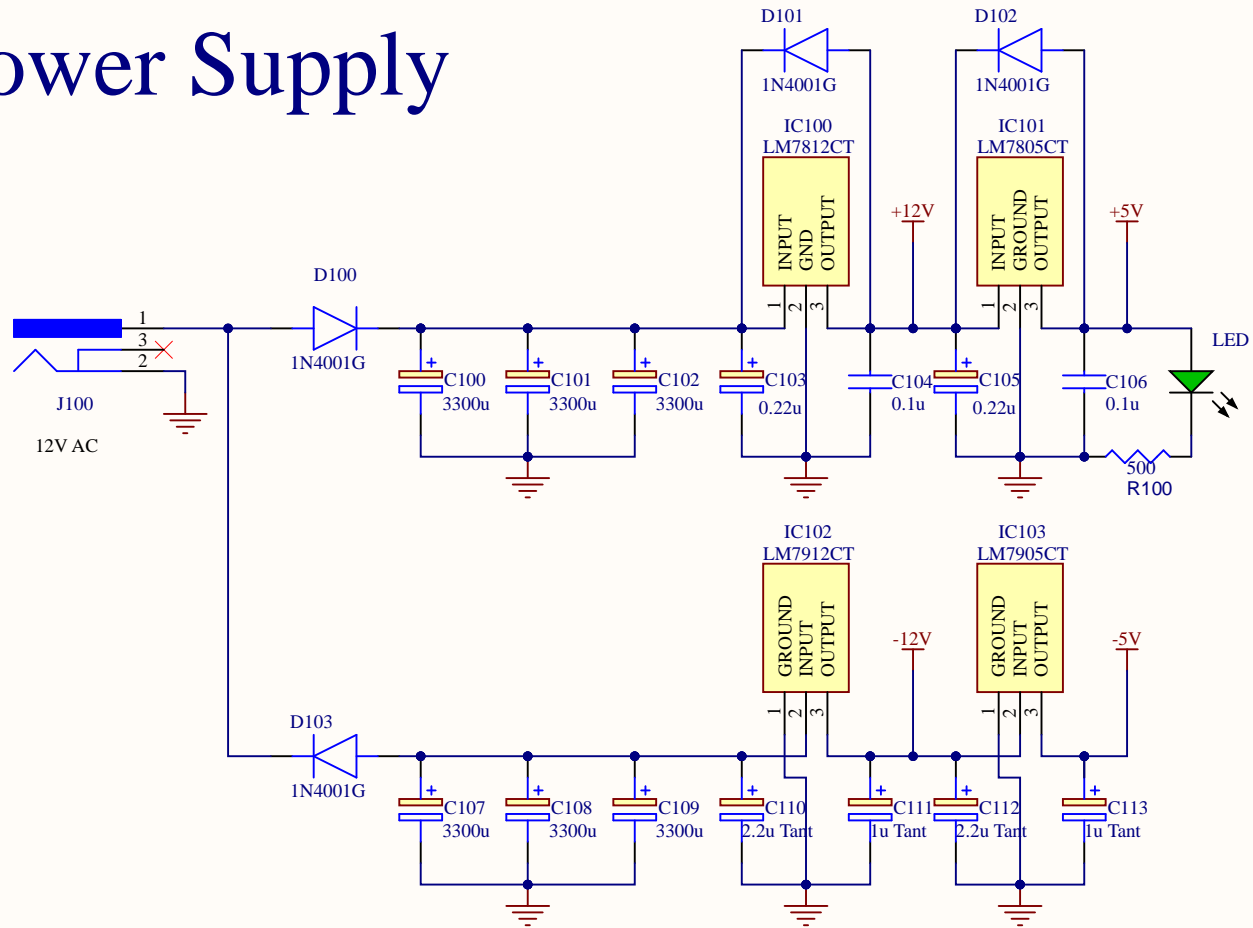 ower Supply
D101
1N4001G
D102
1N4001G
IC100
LM7812CT
INPUT
GND
OUTPUT
1
2
3
IC101
LM7805CT
INPUT
GROUND
OUTPUT
1
2
3
+12V
+5V
D100
1N4001G
1
3
2
J100
12V AC
+
C100
3300u
+
C101
3300u
+
C102
3300u
+
C103
0.22u
C104
0.1u
+
C105
0.22u
C106
0.1u
LED
500
R100
IC102
LM7912CT
GROUND
INPUT
OUTPUT
1
2
3
IC103
LM7905CT
GROUND
INPUT
OUTPUT
1
2
3
-12V
-5V
D103
1N4001G
+
C107
3300u
+
C108
3300u
+
C109
3300u
+
C110
2.2u Tant
+
C111
1u Tant
+
C112
2.2u Tant
+
C113
1u Tant